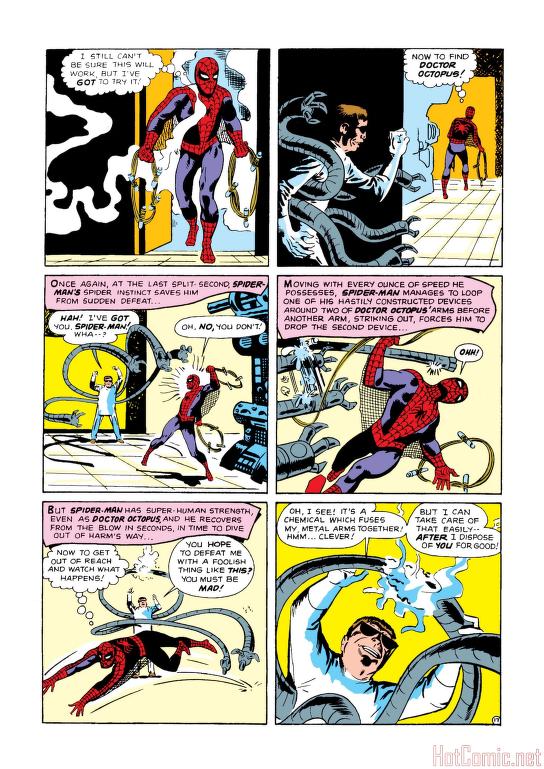 I STILL CAN'T
BE SURE THIS WILL
WORK, BUT I'VE
GOT TO TRY IT!
NOW TO FIND
DOCTOR
OCTOPUS!
ONCE AGAIN, AT THE LAST SPLIT-SECOND, SPIDER-
MAN'S SPIDER INSTINCT SAVES HIM
FROM SUDDEN DEFEAT...
HAH! I'VE GOT
YOU, SPIDER-MAN!
WHA--?
OH, NO, YOU DON'T!
MOVING WITH EVERY OUNCE OF SPEED HE
POSSESSES, SPIDER-MAN MANAGES TO LOOP
ONE OF HIS HASTILY CONSTRUCTED DEVICES
AROUND TWO OF DOCTOR OCTOPUS' ARMS BEFORE
ANOTHER ARM, STRIKING OUT, FORCES HIM TO
DROP THE SECOND DEVICE...
OHH!
BUT SPIDER-MAN HAS SUPER-HUMAN STRENGTH,
EVEN AS DOCTOR OCTOPUS, AND HE RECOVERS
FROM THE BLOW IN SECONDS, IN TIME TO DIVE
OUT OF HARM'S WAY...
NOW TO GET
OUT OF REACH
AND WATCH WHAT
HAPPENS!
YOU HOPE
TO DEFEAT ME
WITH A FOOLISH
THING LIKE THIS?
YOU MUST BE
MAD!
OH, I SEE! IT'S A
CHEMICAL WHICH FUSES
MY METAL ARMS TOGETHER!
HMM... CLEVER!
BUT I CAN
TAKE CARE OF
THAT EASILY--
AFTER I DISPOSE
OF YOU FOR GOOD!
HotComic.net